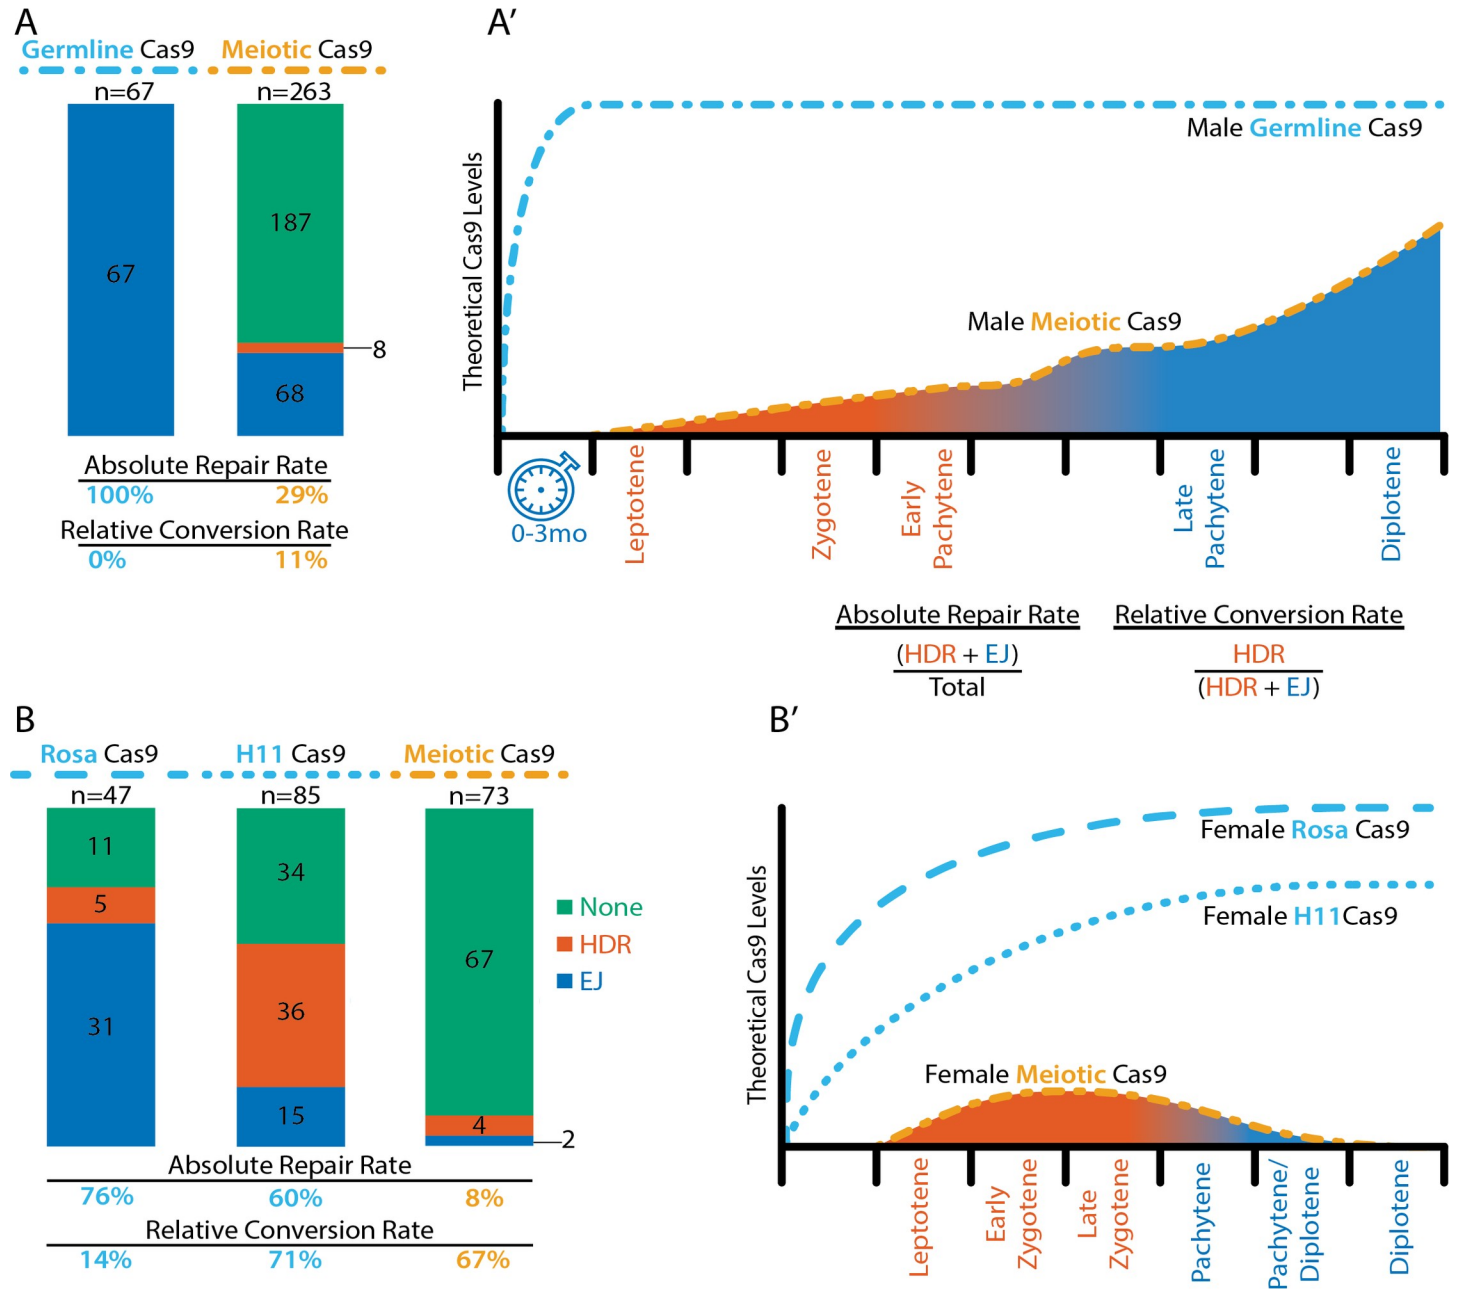 A
Germline Cas9
Meiotic Cas9
n=67
n=263
67
187
8
68
Absolute Repair Rate
100%
29%
Relative Conversion Rate
0%
11%
A′
Theoretical Cas9 Levels
Male Germline Cas9
Male Meiotic Cas9
0-3mo
Leptotene
Zygotene
Early
Pachytene
Late
Pachytene
Diplotene
Absolute Repair Rate
(HDR + EJ)
Total
Relative Conversion Rate
HDR
(HDR + EJ)
B
Rosa Cas9
H11 Cas9
Meiotic Cas9
n=47
n=85
n=73
11
5
31
34
36
15
67
4
2
None
HDR
EJ
Absolute Repair Rate
76%
60%
8%
Relative Conversion Rate
14%
71%
67%
B′
Theoretical Cas9 Levels
Female Rosa Cas9
Female H11Cas9
Female Meiotic Cas9
Leptotene
Early
Zygotene
Late
Zygotene
Pachytene
Pachytene/
Diplotene
Diplotene